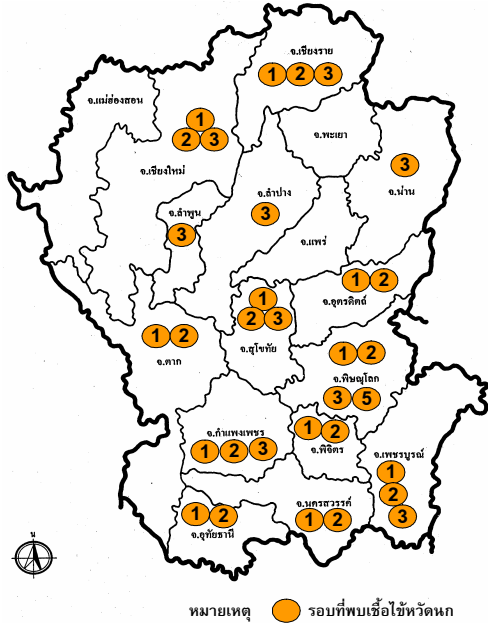 จ.เชียงราย
1 2 3
จ.แม่ฮ่องสอน
1
2 3
จ.พะเยา
3
จ.เชียงใหม่
จ.น่าน
จ.ลำปาง
3
จ.ลำพูน
3
จ.แพร่
1 2
จ.อุตรดิตถ์
1
2 3
จ.สุโขทัย
1 2
จ.ตาก
1 2
จ.พิษณุโลก
3 5
จ.กำแพงเพชร
1 2 3
1 2
จ.พิจิตร
จ.เพชรบูรณ์
1
2
3
1 2
จ.อุทัยธานี
จ.นครสวรรค์
1 2
น
หมายเหตุ รอบที่พบเชื้อไข้หวัดนก